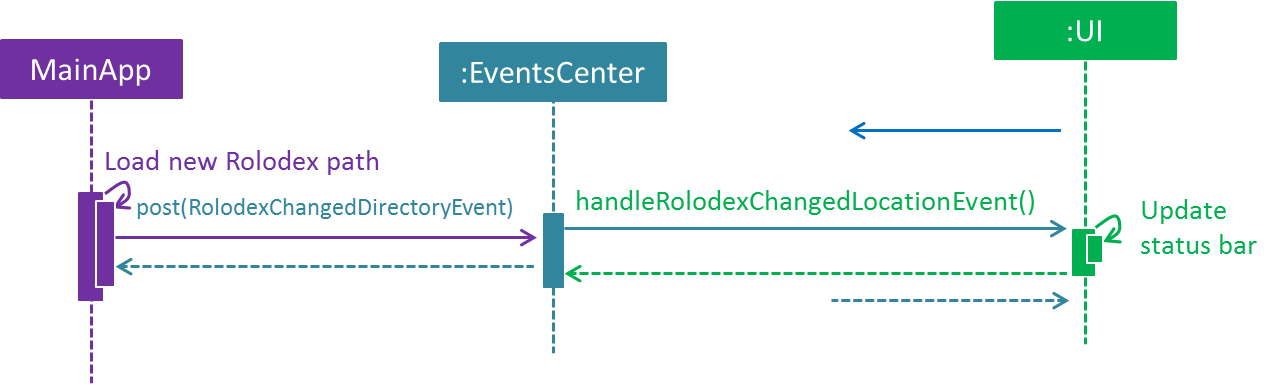 MainApp
:EventsCenter
:UI
Load new Rolodex path
post(RolodexChangedDirectoryEvent)
handleRolodexChangedLocationEvent()
Update
status bar